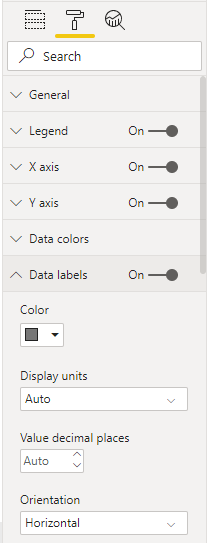 Search
General
Legend On
X axis On
Y axis On
Data colors
Data labels On
Color
Display units
Auto
Value decimal places
Auto
Orientation
Horizontal